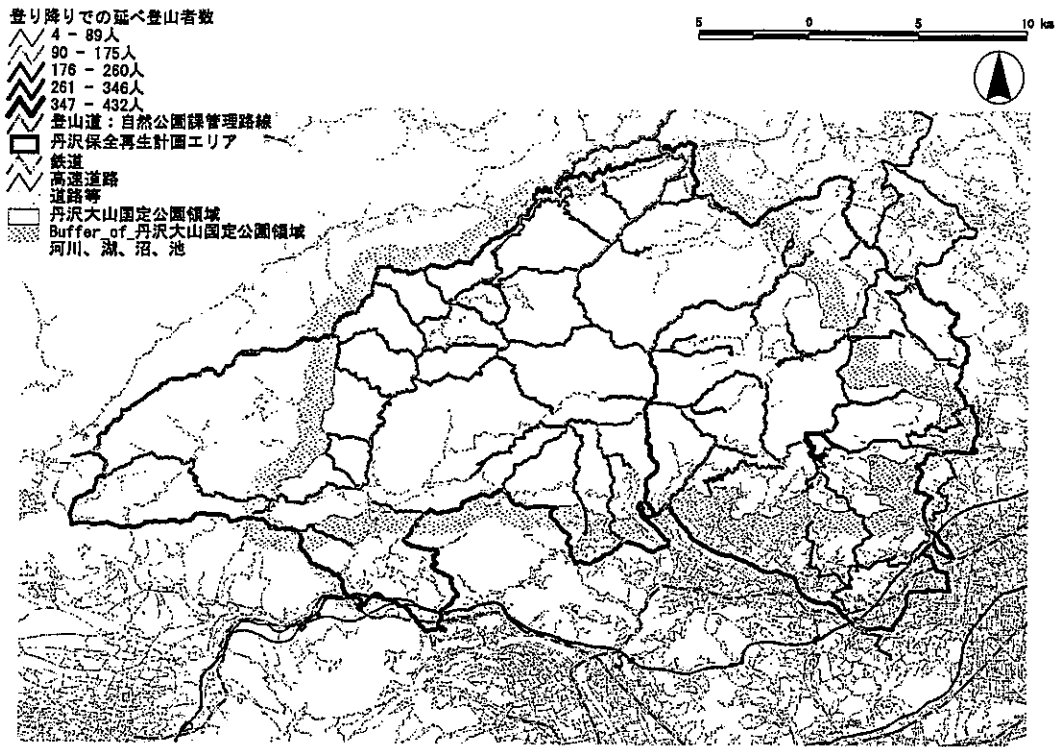 登り降りでの延べ登山者数
4 - 89人
90 - 175人
176 - 260人
261 - 346人
347 - 432人
登山道：自然公園課管理路線
丹沢保全再生計画エリア
鉄道
高速道路
道路等
丹沢大山国定公園領域
Buffer_of_丹沢大山国定公園領域
河川、湖、沼、池
5 0 5 10 km